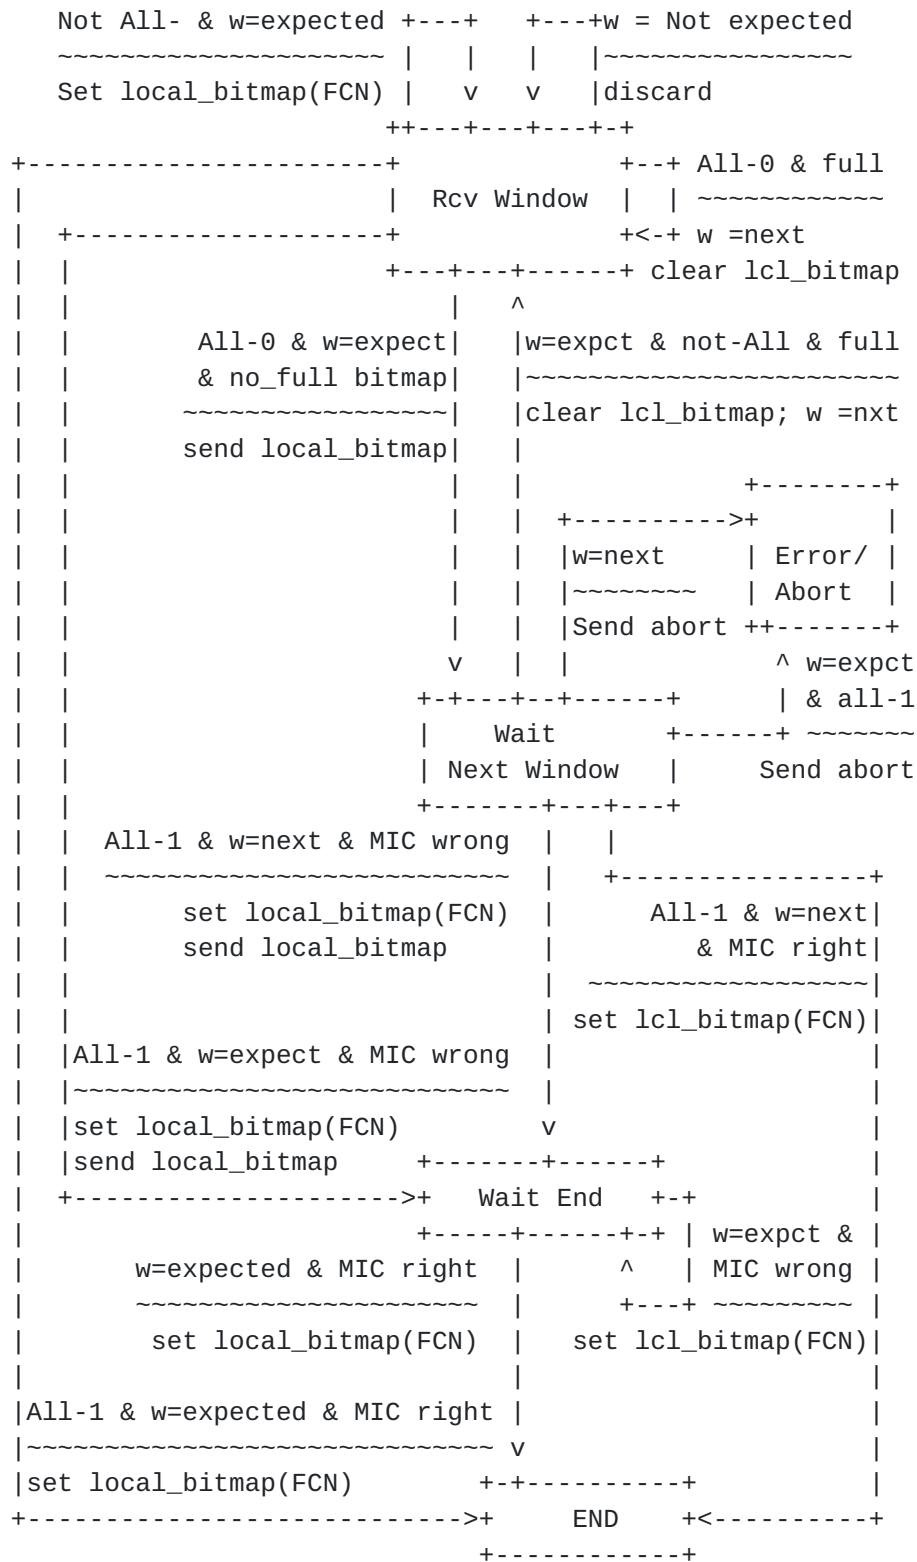 Not All- & w=expected +---+   +---+w = Not expected
   ~~~~~~~~~~~~~~~~~~~~~ |   |   |   |~~~~~~~~~~~~~~~~
   Set local_bitmap(FCN) |   v   v   |discard
                        ++---+---+---+-+
+-----------------------+              +--+ All-0 & full
|                       |  Rcv Window  |  | ~~~~~~~~~~~~
|  +--------------------+              +<-+ w =next
|  |                    +---+---+------+ clear lcl_bitmap
|  |                        |   ^
|  |        All-0 & w=expect|   |w=expct & not-All & full
|  |        & no_full bitmap|   |~~~~~~~~~~~~~~~~~~~~~~~~
|  |       ~~~~~~~~~~~~~~~~~|   |clear lcl_bitmap; w =nxt
|  |       send local_bitmap|   |
|  |                        |   |              +--------+
|  |                        |   |  +---------->+        |
|  |                        |   |  |w=next     | Error/ |
|  |                        |   |  |~~~~~~~~   | Abort  |
|  |                        |   |  |Send abort ++-------+
|  |                        v   |  |             ^ w=expct
|  |                      +-+---+--+------+      | & all-1
|  |                      |    Wait       +------+ ~~~~~~~
|  |                      | Next Window   |     Send abort
|  |                      +-------+---+---+
|  |  All-1 & w=next & MIC wrong  |   |
|  |  ~~~~~~~~~~~~~~~~~~~~~~~~~~  |   +----------------+
|  |       set local_bitmap(FCN)  |      All-1 & w=next|
|  |       send local_bitmap      |         & MIC right|
|  |                              |  ~~~~~~~~~~~~~~~~~~|
|  |                              | set lcl_bitmap(FCN)|
|  |All-1 & w=expect & MIC wrong  |                    |
|  |~~~~~~~~~~~~~~~~~~~~~~~~~~~~  |                    |
|  |set local_bitmap(FCN)         v                    |
|  |send local_bitmap     +-------+------+             |
|  +--------------------->+   Wait End   +-+           |
|                         +-----+------+-+ | w=expct & |
|       w=expected & MIC right  |      ^   | MIC wrong |
|       ~~~~~~~~~~~~~~~~~~~~~~  |      +---+ ~~~~~~~~~ |
|        set local_bitmap(FCN)  |   set lcl_bitmap(FCN)|
|                               |                      |
|All-1 & w=expected & MIC right |                      |
|~~~~~~~~~~~~~~~~~~~~~~~~~~~~~~ v                      |
|set local_bitmap(FCN)        +-+----------+           |
+---------------------------->+     END    +<----------+
                              +------------+